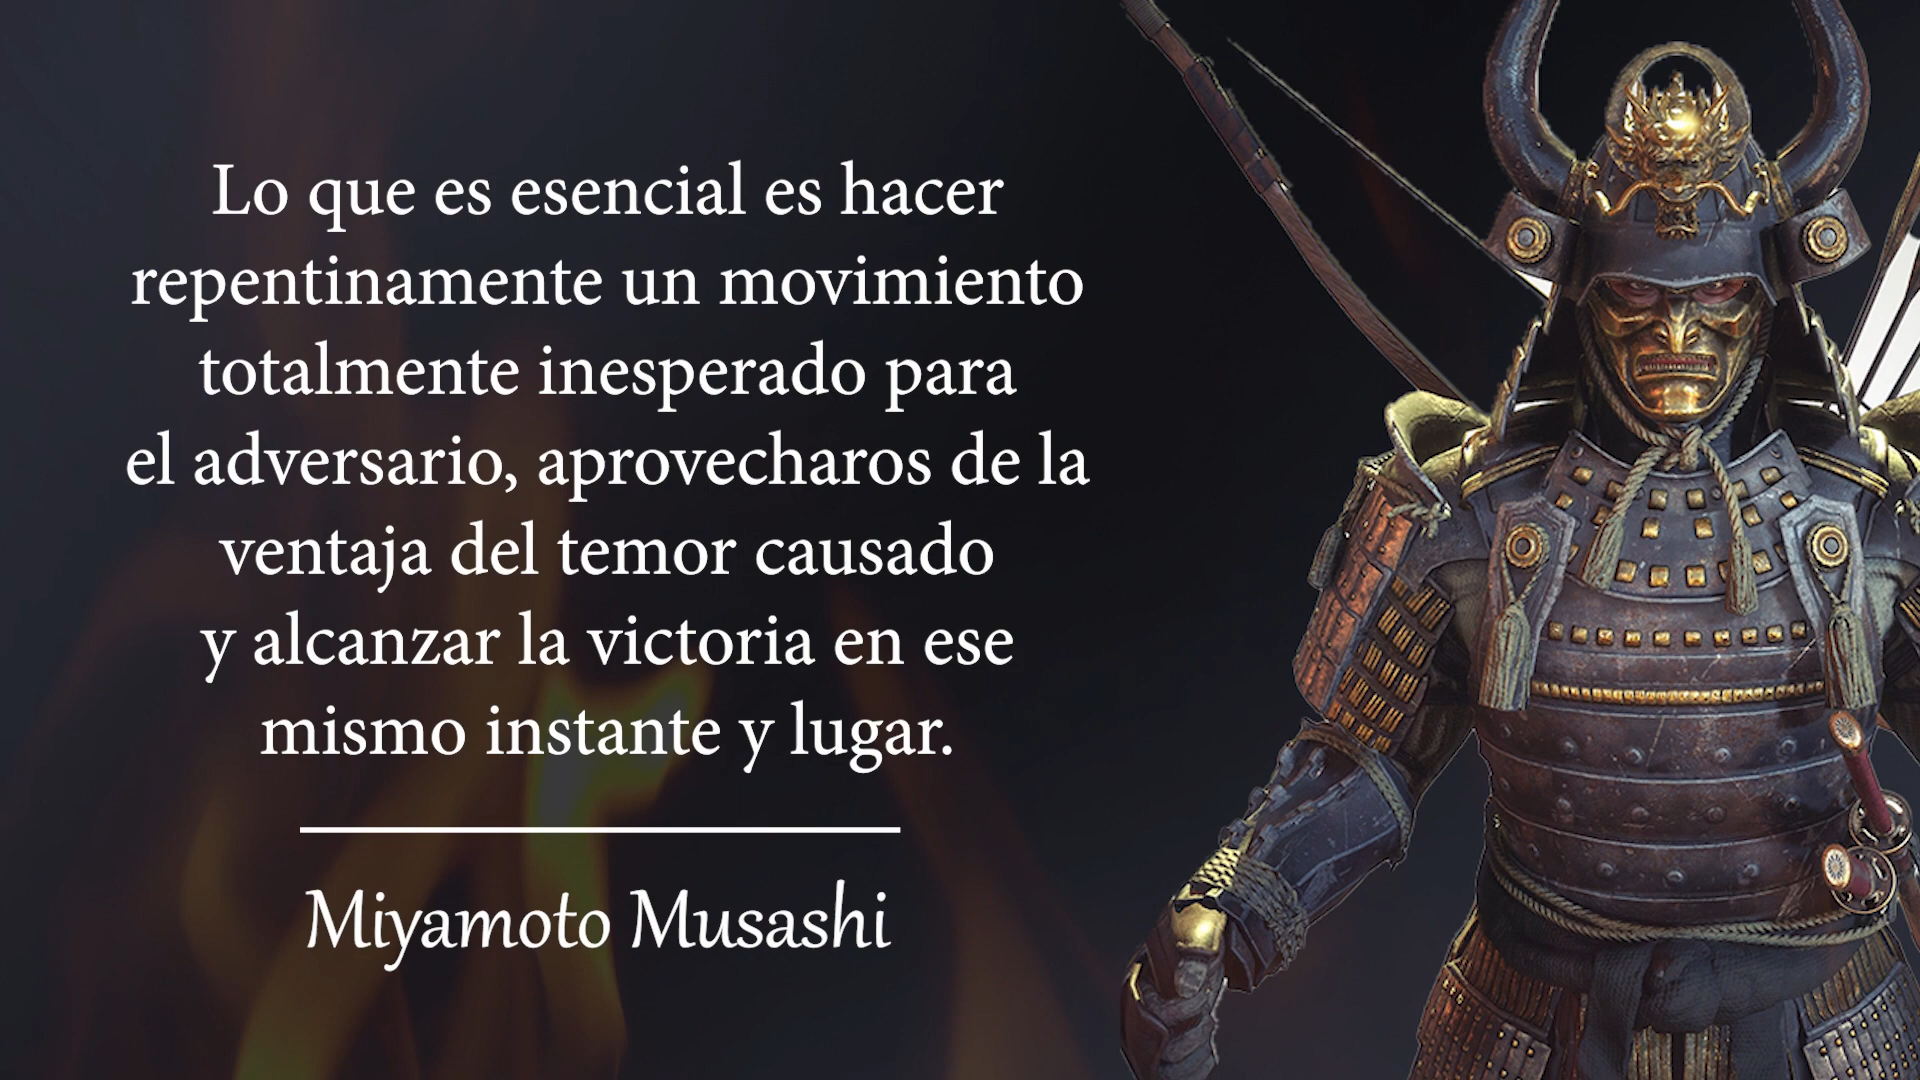 Lo que es esencial es hacer
repentinamente un movimiento
totalmente inesperado para
el adversario, aprovecharos de la
ventaja del temor causado
y alcanzar la victoria en ese
mismo instante y lugar.
Miyamoto Musashi